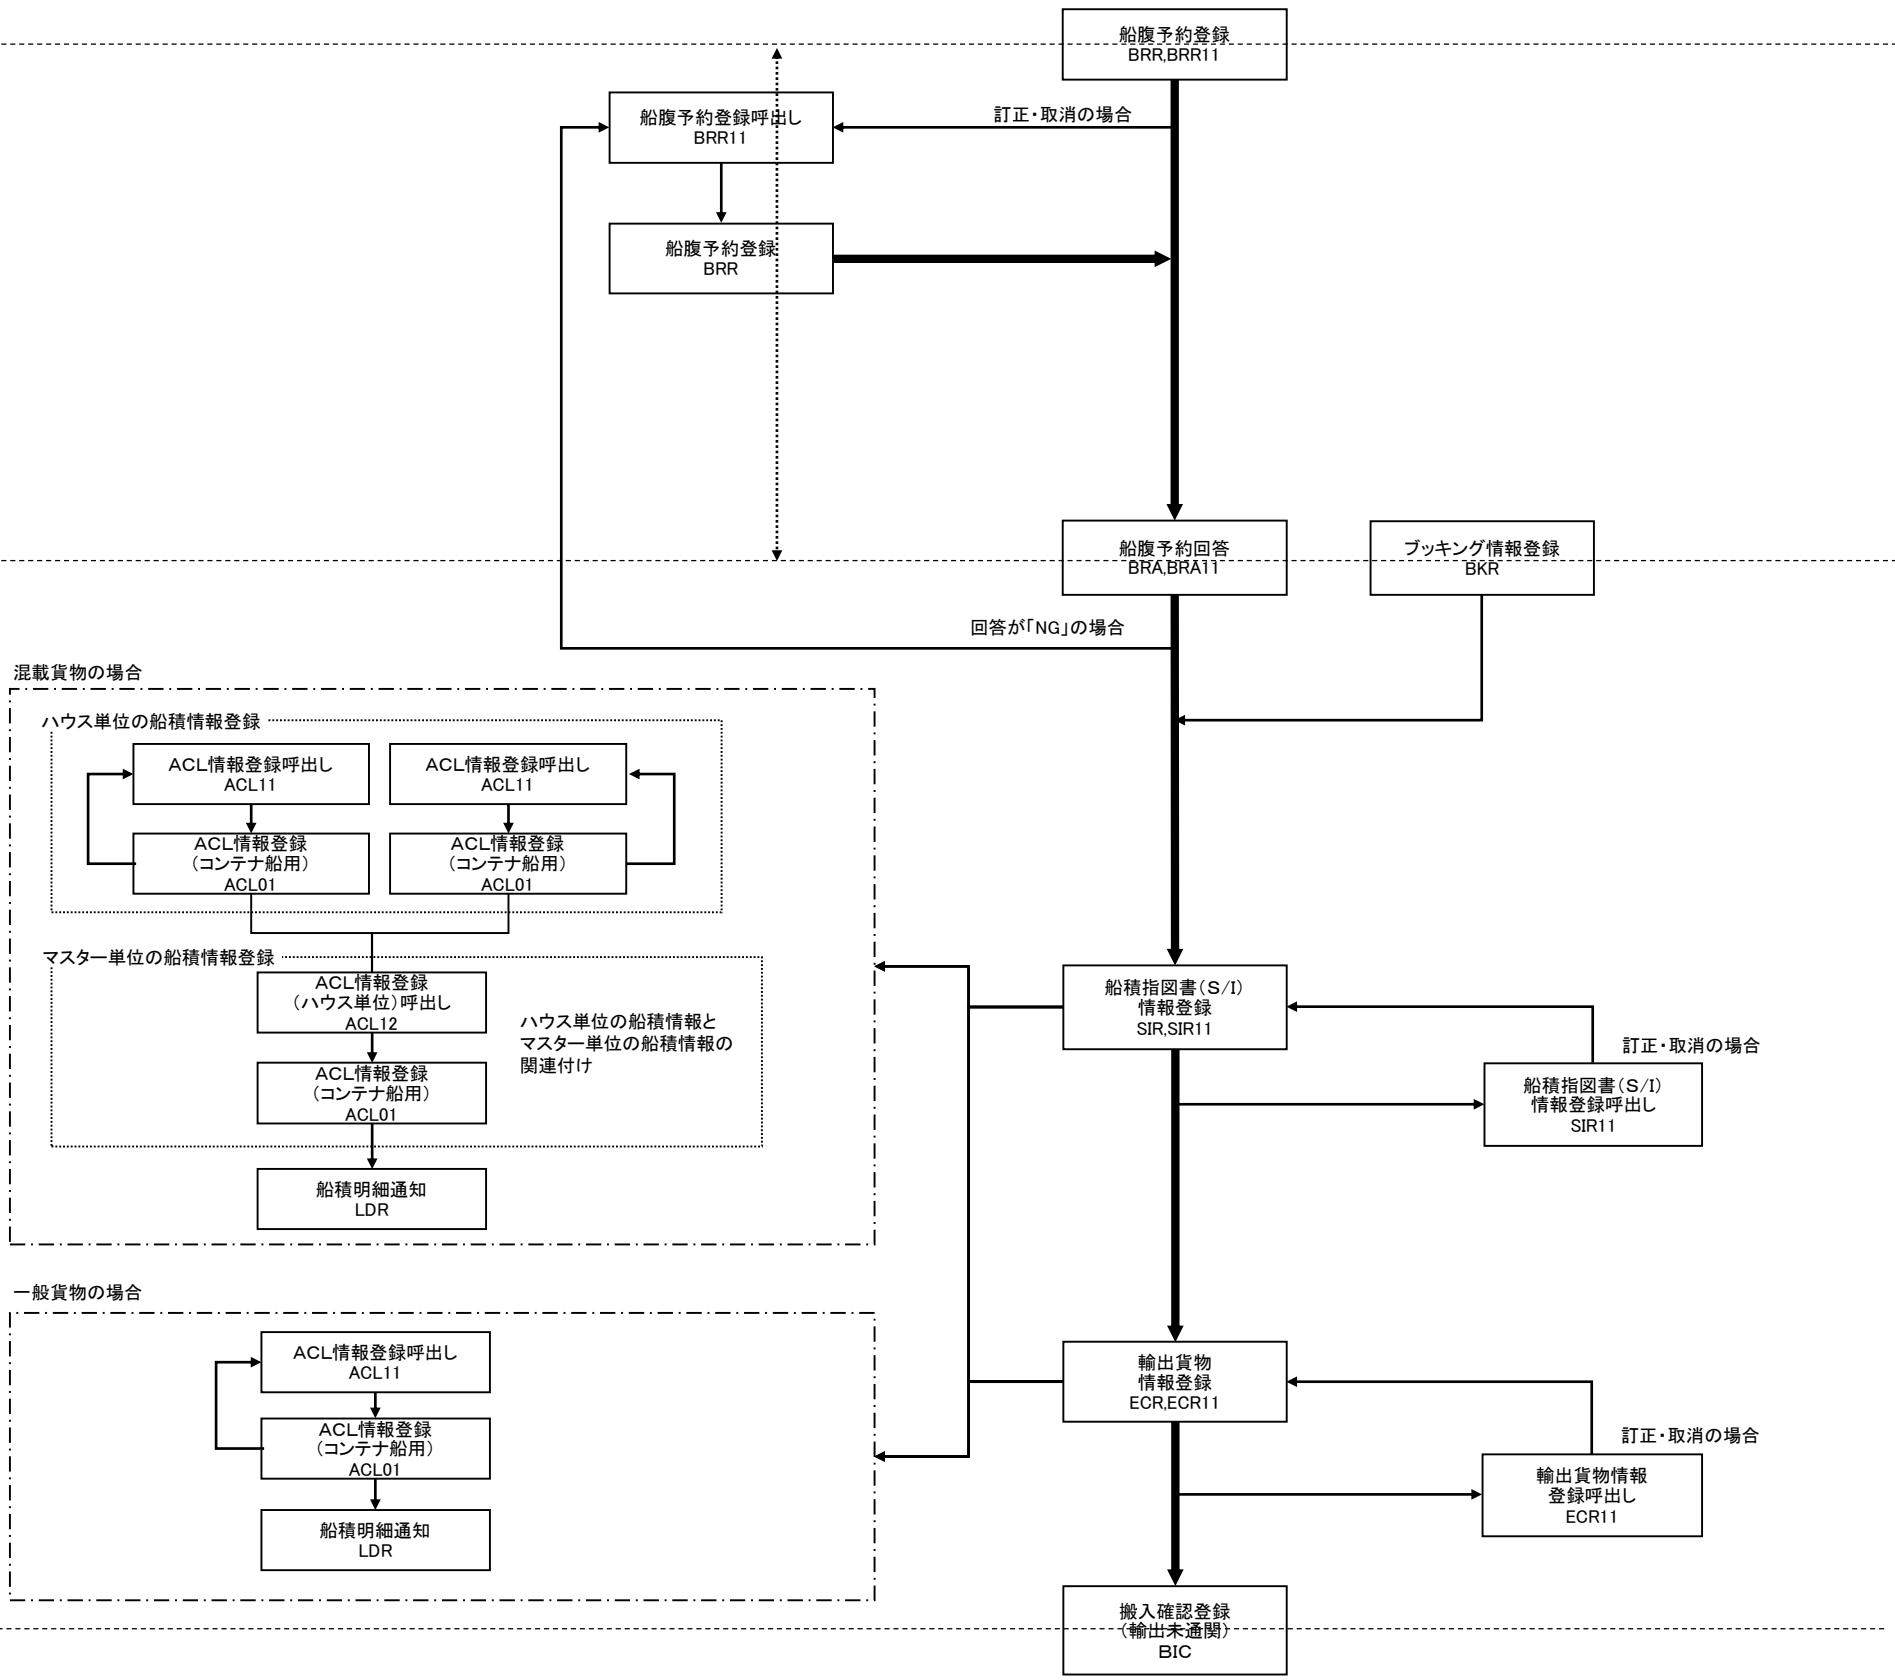 船腹予約登録
BRR,BRR11
船腹予約登録呼出し
BRR11
訂正・取消の場合
船腹予約登録
BRR
船腹予約回答
BRA,BRA11
ブッキング情報登録
BKR
回答が「NG」の場合
混載貨物の場合
ハウス単位の船積情報登録
ACL情報登録呼出し
ACL11
ACL情報登録呼出し
ACL11
ACL情報登録
(コンテナ船用)
ACL01
ACL情報登録
(コンテナ船用)
ACL01
マスター単位の船積情報登録
ACL情報登録
(ハウス単位)呼出し
ACL12
ハウス単位の船積情報と
マスター単位の船積情報の
関連付け
ACL情報登録
(コンテナ船用)
ACL01
船積明細通知
LDR
船積指図書(S/I)
情報登録
SIR,SIR11
訂正・取消の場合
船積指図書(S/I)
情報登録呼出し
SIR11
一般貨物の場合
ACL情報登録呼出し
ACL11
ACL情報登録
(コンテナ船用)
ACL01
船積明細通知
LDR
輸出貨物
情報登録
ECR,ECR11
訂正・取消の場合
輸出貨物情報
登録呼出し
ECR11
搬入確認登録
(輸出未通関)
BIC